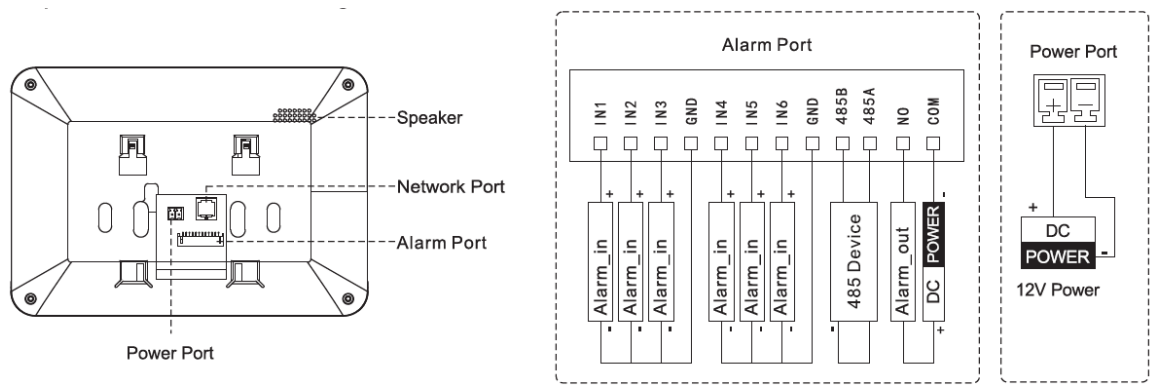 Speaker
Network Port
Alarm Port
Power Port
Alarm Port
IN1 IN2 IN3 GND IN4 IN5 IN6 GND 485B 485A NO COM
+ + + + + + -
Alarm_in Alarm_in Alarm_in Alarm_in Alarm_in Alarm_in 485 Device Alarm_out DC POWER
- - - - - - - +
Power Port
+ -
+
DC
POWER -
12V Power